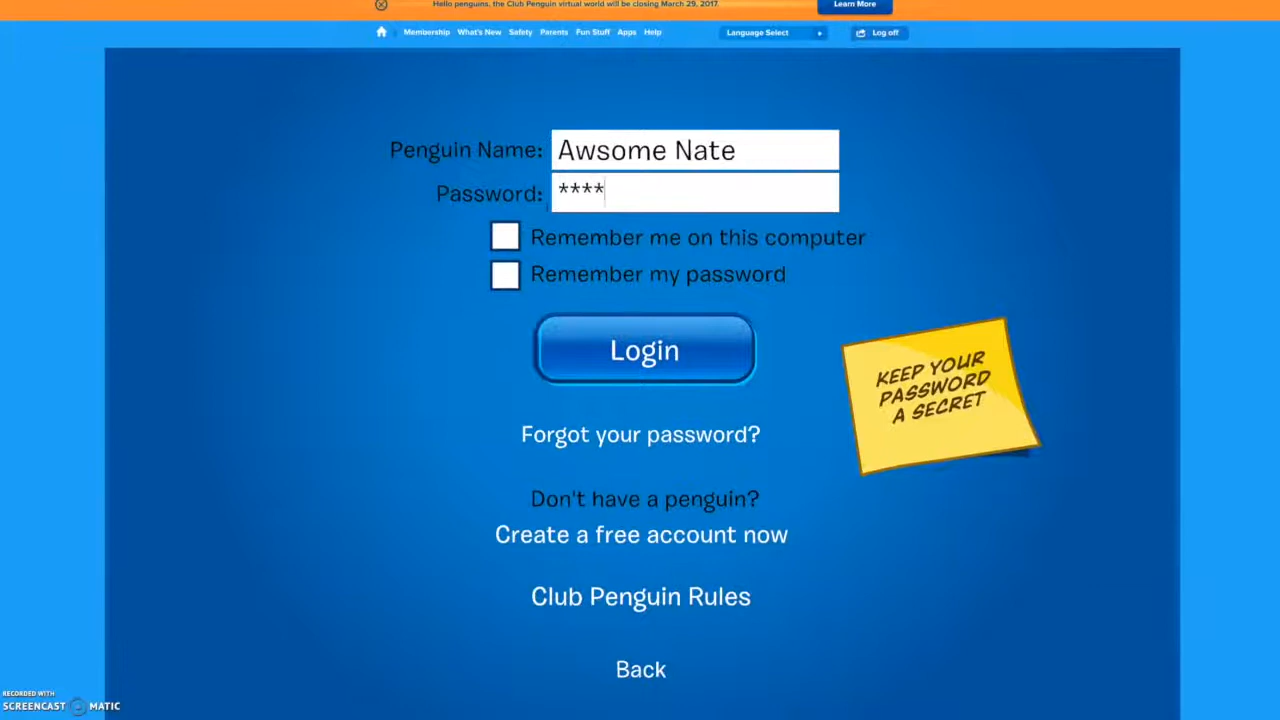 Hello penguins, the Club Penguin virtual world will be closing March 29, 2017.
Learn More
Membership What's New Safety Parents Fun Stuff Apps Help
Language Select
Log off
Penguin Name: Awsome Nate
Password: ****
Remember me on this computer
Remember my password
Login
KEEP YOUR
PASSWORD
A SECRET
Forgot your password?
Don't have a penguin?
Create a free account now
Club Penguin Rules
Back
RECORDED WITH
SCREENCAST MATIC